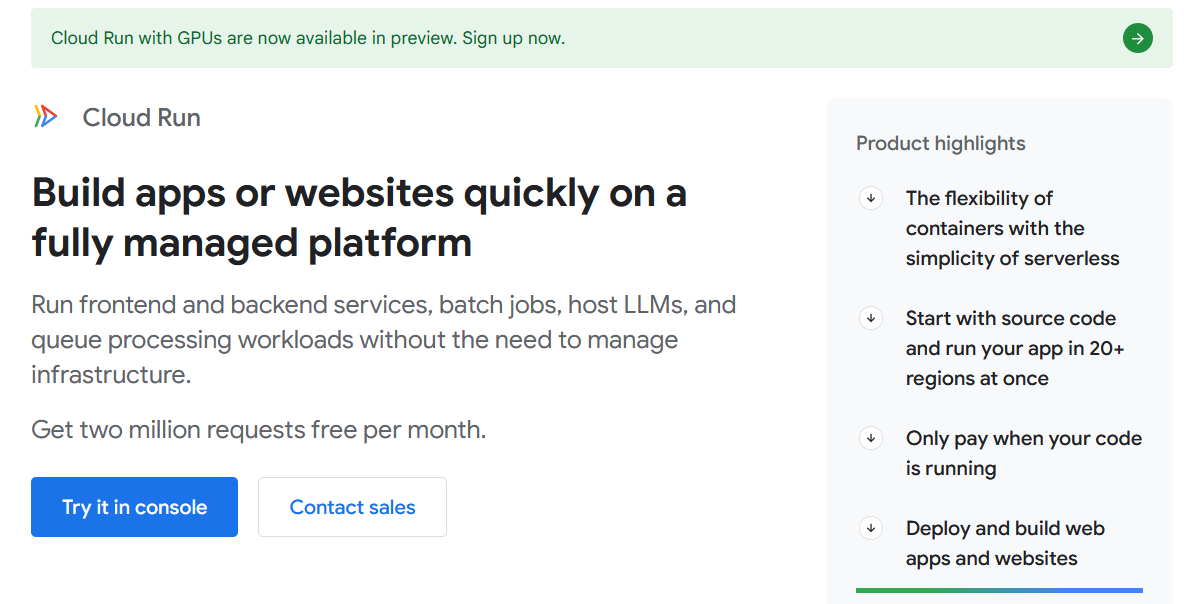 Cloud Run with GPUs are now available in preview. Sign up now.
Cloud Run
Build apps or websites quickly on a
fully managed platform
Run frontend and backend services, batch jobs, host LLMs, and
queue processing workloads without the need to manage
infrastructure.
Get two million requests free per month.
Try it in console
Contact sales
Product highlights
The flexibility of
containers with the
simplicity of serverless
Start with source code
and run your app in 20+
regions at once
Only pay when your code
is running
Deploy and build web
apps and websites